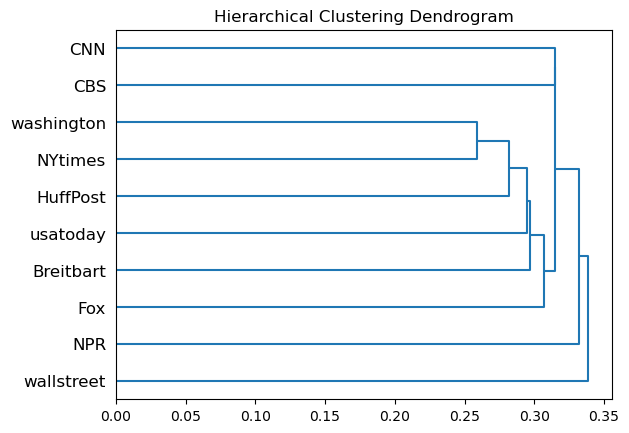 Hierarchical Clustering Dendrogram
CNN
CBS
washington
NYtimes
HuffPost
usatoday
Breitbart
Fox
NPR
wallstreet
0.00 0.05 0.10 0.15 0.20 0.25 0.30 0.35